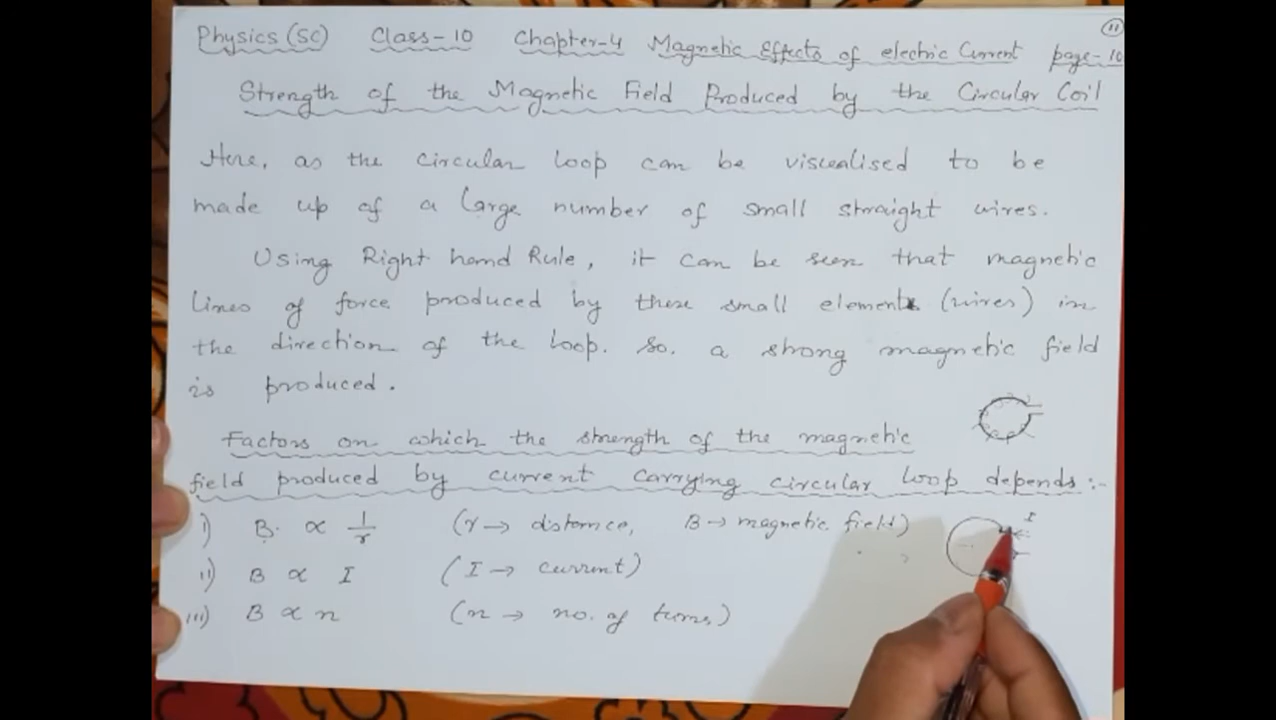 11
Physics (SC) Class-10 Chapter-4 Magnetic Effects of electric Current page-10
Strength of the Magnetic Field Produced by the Circular Coil
Here, as the circular loop can be viscealised to be
made up of a large number of small straight wires.
Using Right hand Rule, it can be seen that magnetic
lines of force produced by these small elements (wires) in
the direction of the loop. So, a strong magnetic field
is produced.
Factors on which the strength of the magnetic
field produced by current carrying circular loop depends :-
i) B ∝ 1/r (r → distance, B → magnetic field)
I
ii) B ∝ I (I → current)
iii) B ∝ n (n → no. of turns)